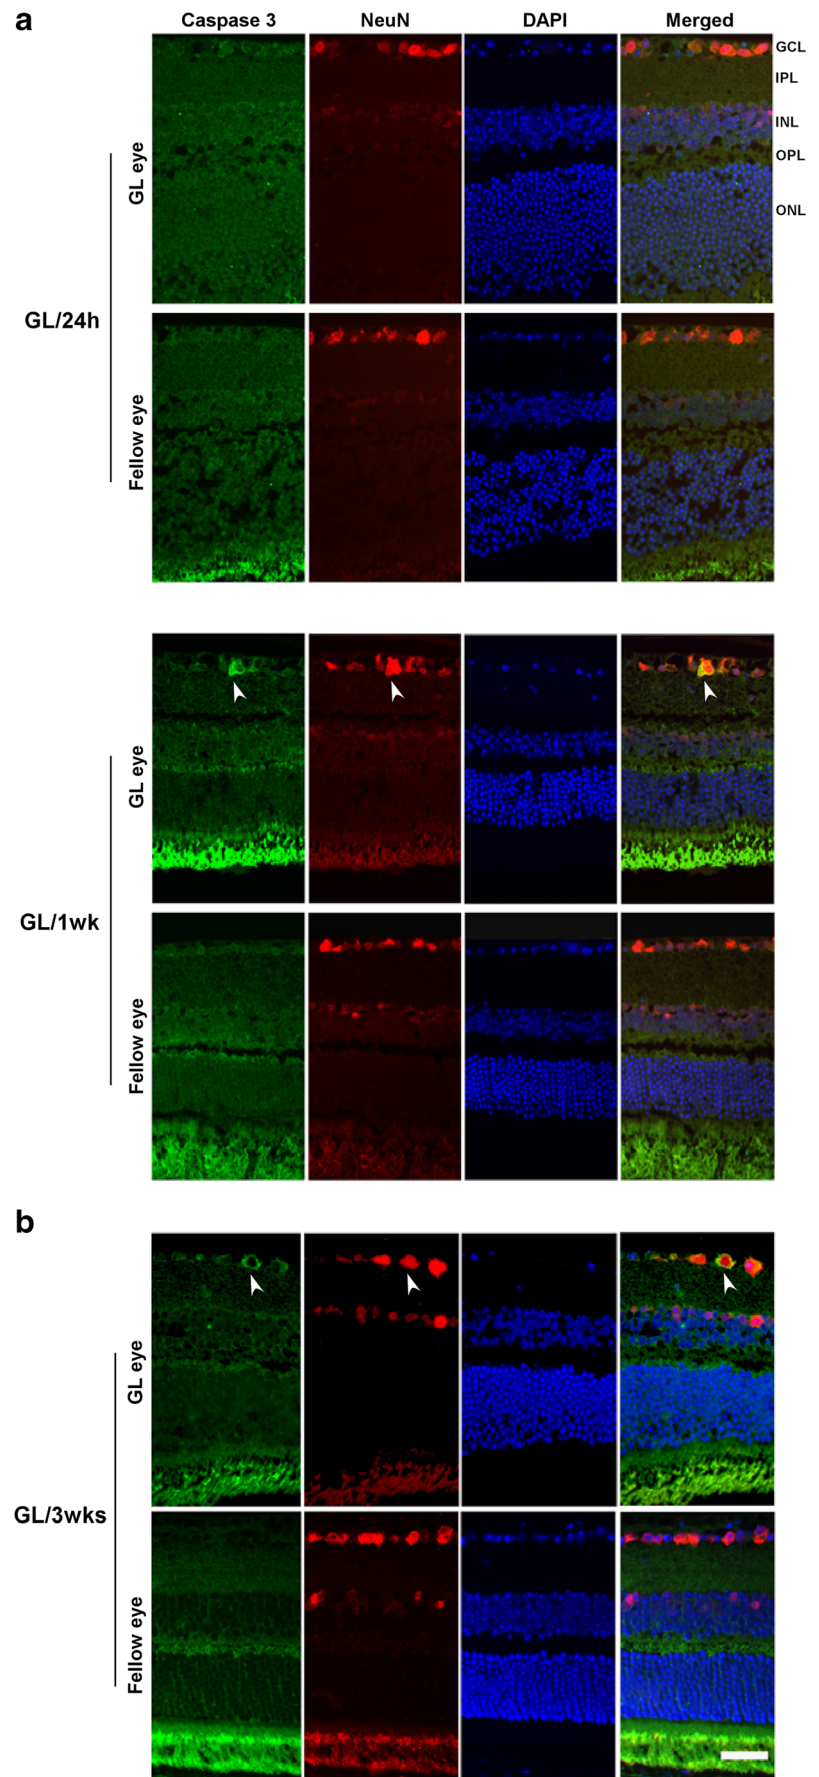 a
Caspase 3 NeuN DAPI Merged
GCL
IPL
INL
OPL
ONL
GL eye
GL/24h
Fellow eye
GL eye
GL/1wk
Fellow eye
b
GL eye
GL/3wks
Fellow eye